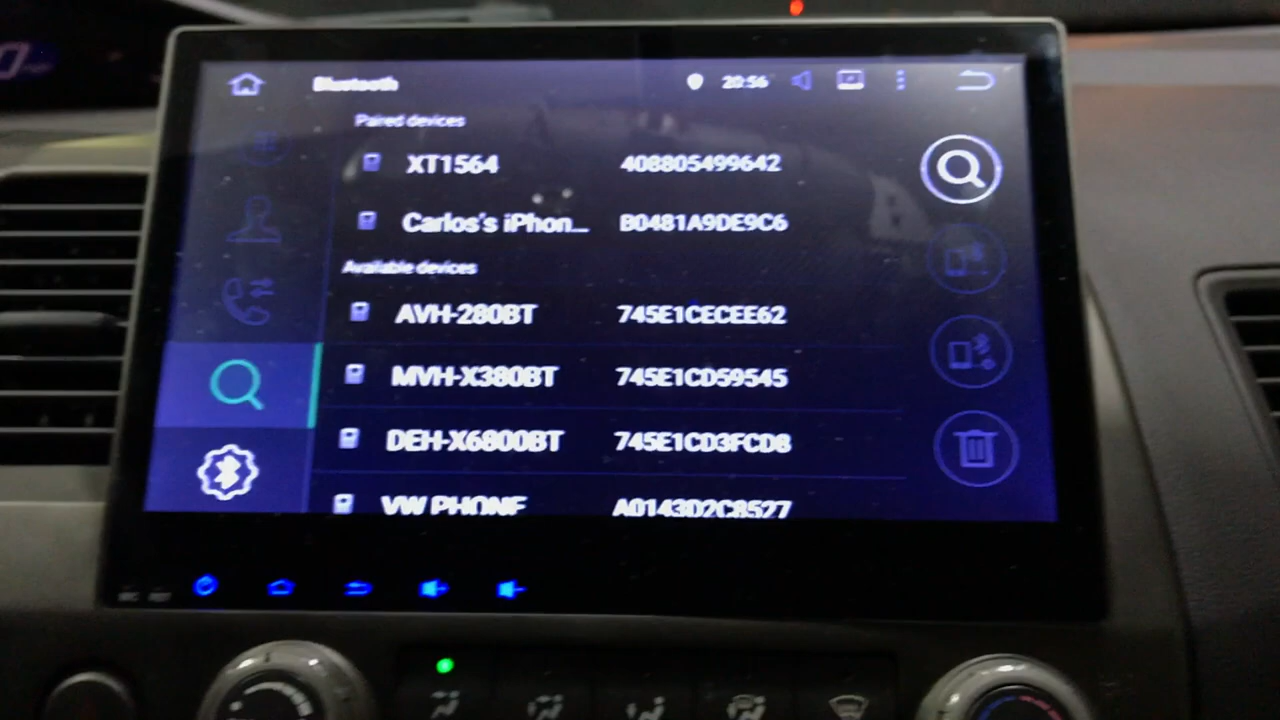 Bluetooth 20:56
Paired devices
XT1564 408805499642
Carlos's iPhon... B0481A9DE9C6
Available devices
AVH-280BT 745E1CECEE62
MVH-X380BT 745E1CD59545
DEH-X6800BT 745E1CD3FCD8
VW PHONE A0143D2C8527